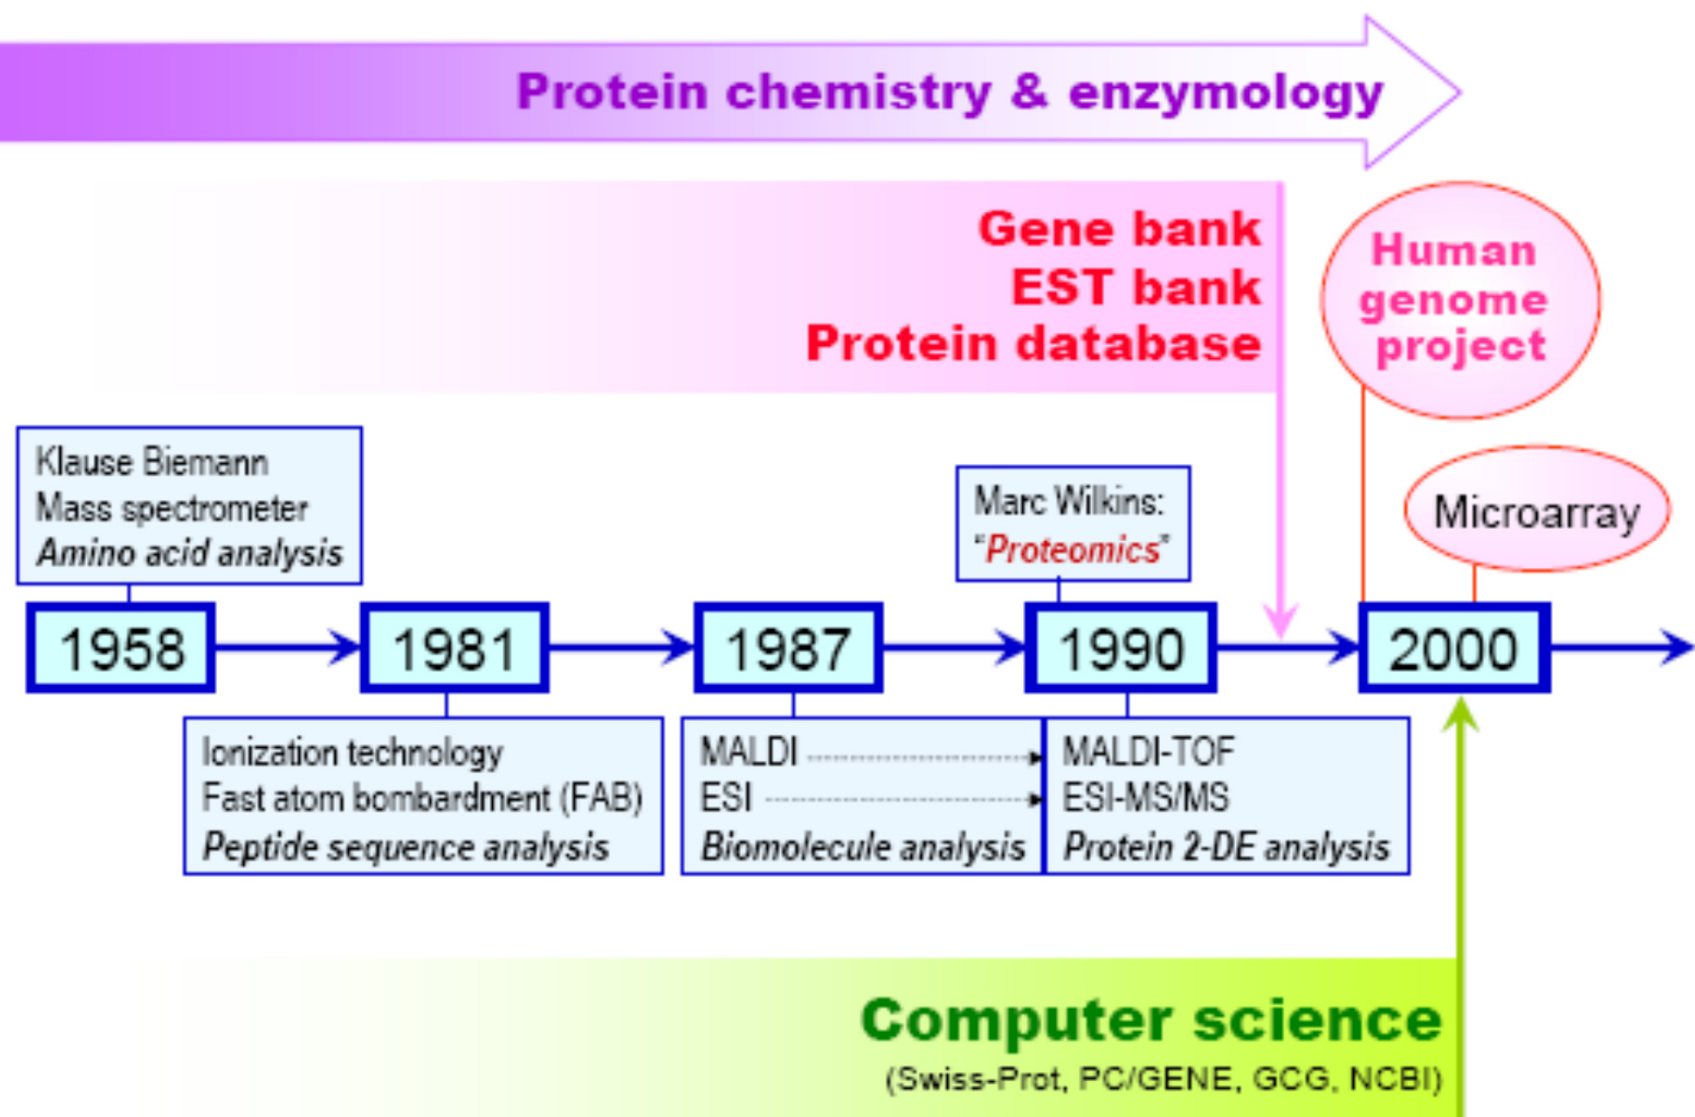 Protein chemistry & enzymology
Gene bank
EST bank
Protein database
Human
genome
project
Klause Biemann
Mass spectrometer
Amino acid analysis
Marc Wilkins:
"Proteomics"
Microarray
1958
1981
1987
1990
2000
Ionization technology
Fast atom bombardment (FAB)
Peptide sequence analysis
MALDI
ESI
Biomolecule analysis
MALDI-TOF
ESI-MS/MS
Protein 2-DE analysis
Computer science
(Swiss-Prot, PC/GENE, GCG, NCBI)